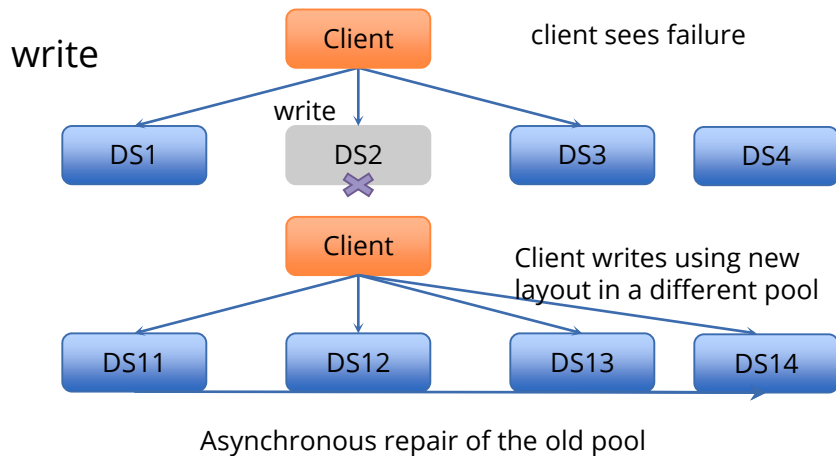 Client
client sees failure
write
write
DS1
DS2
DS3
DS4
Client
Client writes using new
layout in a different pool
DS11
DS12
DS13
DS14
Asynchronous repair of the old pool